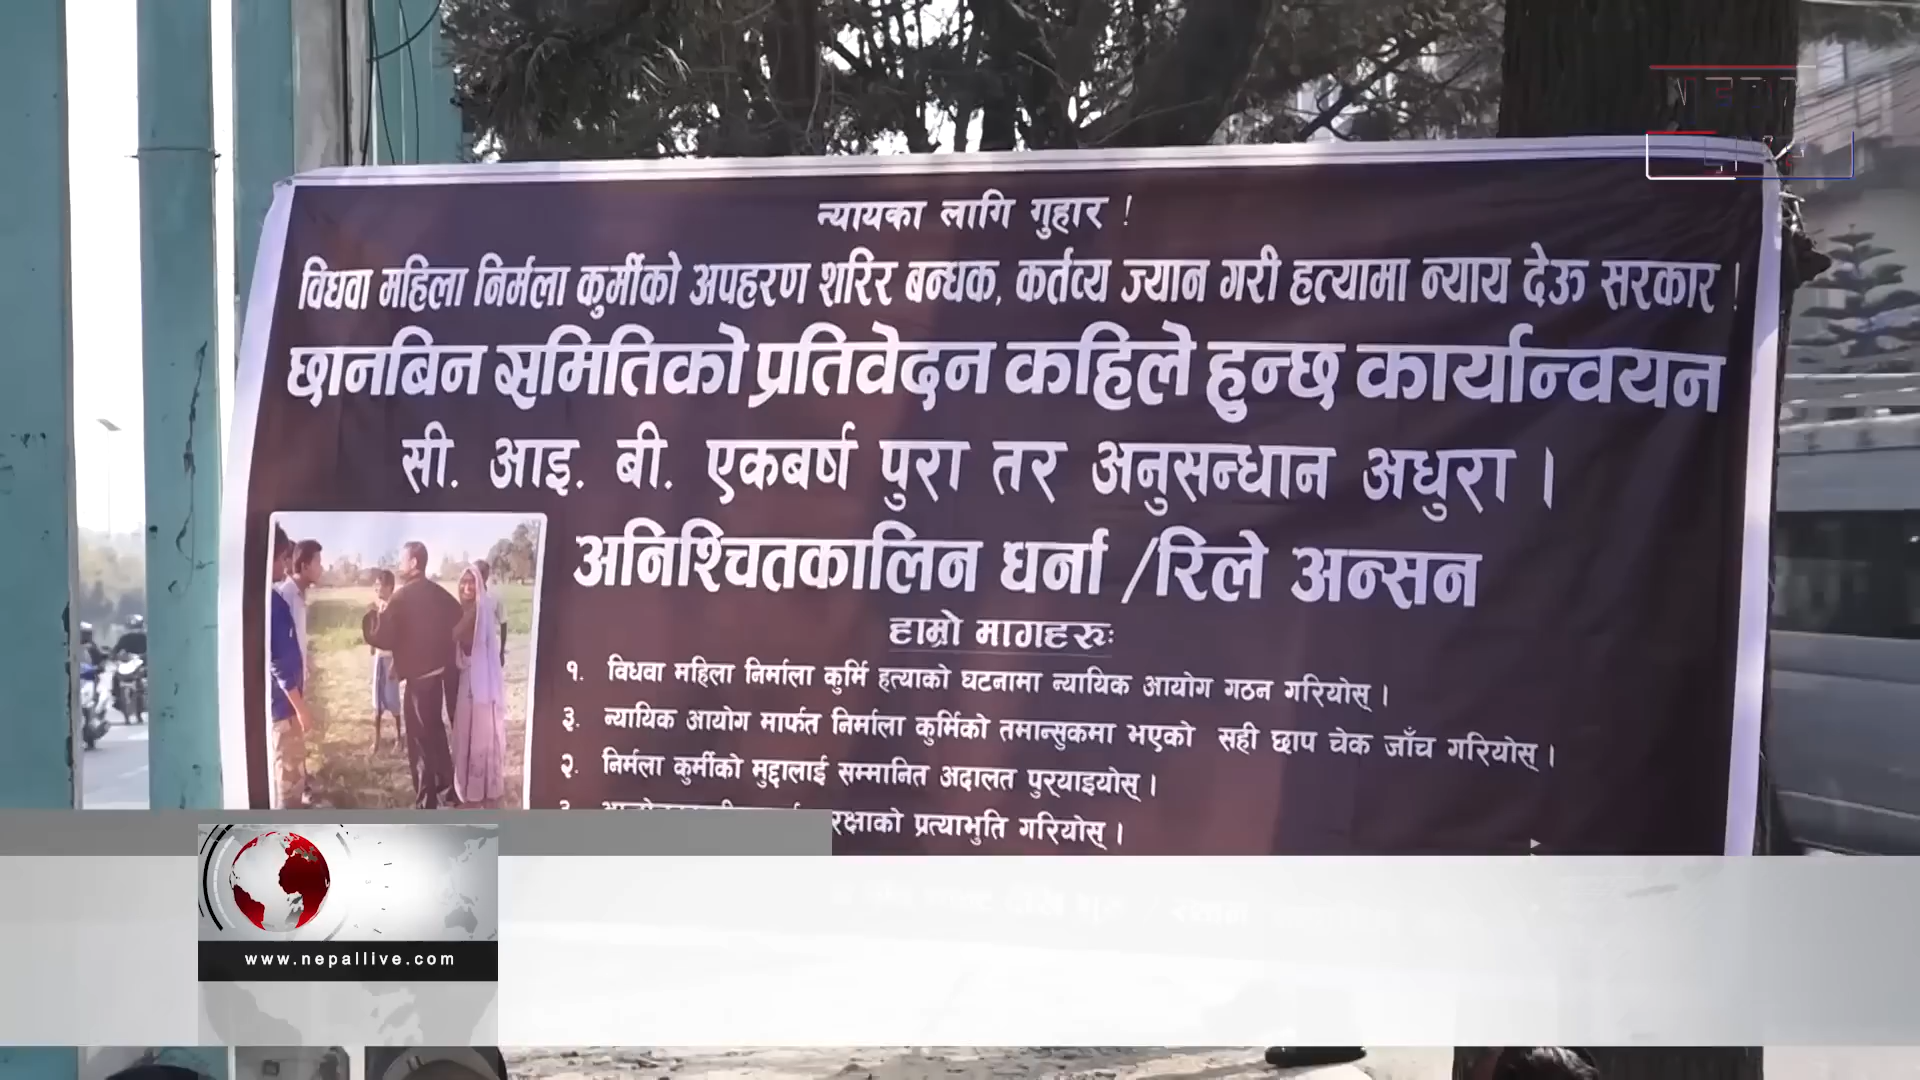 न्यायका लागि गुहार !
विधवा महिला निर्मला कुर्मीको अपहरण शरिर बन्धक, कर्तव्य ज्यान गरी हत्यामा न्याय देऊ सरकार !
छानबिन समितिको प्रतिवेदन कहिले हुन्छ कार्यान्वयन
सी. आइ. बी. एकबर्ष पुरा तर अनुसन्धान अधुरा ।
अनिश्चितकालिन धर्ना /रिले अन्सन
हाम्रो मागहरुः
१. विधवा महिला निर्माला कुर्मि हत्याको घटनामा न्यायिक आयोग गठन गरियोस् ।
३. न्यायिक आयोग मार्फत निर्माला कुर्मिको तमान्सुकमा भएको सही छाप चेक जाँच गरियोस् ।
२. निर्मला कुर्मीको मुद्दालाई सम्मानित अदालत पुर्‍याइयोस् ।
रक्षाको प्रत्याभुति गरियोस् ।
www.nepallive.com